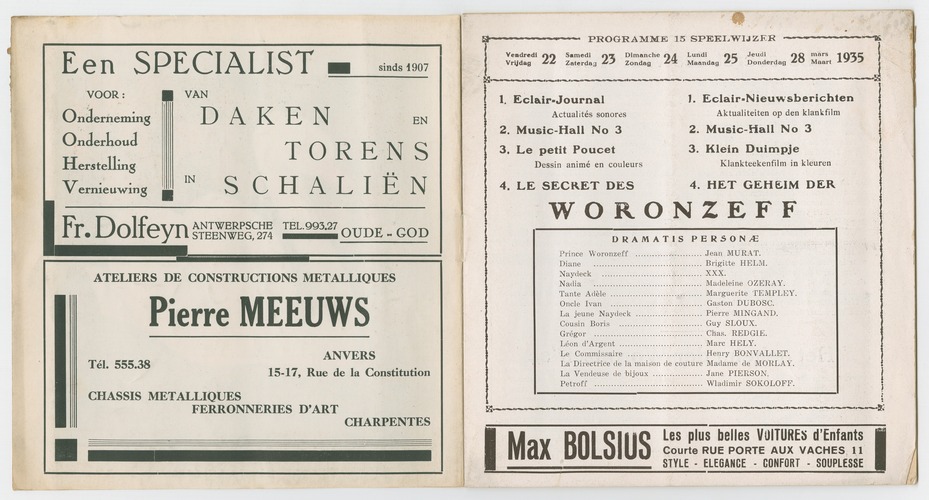 Een SPECIALIST
sinds 1907
VOOR :
Onderneming
Onderhoud
Herstelling
Vernieuwing
VAN
DAKEN EN
TORENS
IN SCHALIËN
Fr. Dolfeyn
ANTWERPSCHE
STEENWEG, 274
TEL. 993,27
OUDE - GOD
ATELIERS DE CONSTRUCTIONS METALLIQUES
Pierre MEEUWS
Tél. 555.38
ANVERS
15-17, Rue de la Constitution
CHASSIS METALLIQUES
FERRONNERIES D'ART
CHARPENTES
PROGRAMME 15 SPEELWIJZER
Vendredi 22 Samedi 23 Dimanche 24 Lundi 25 Jeudi 28 mars 1935
Vrijdag Zaterdag Zondag Maandag Donderdag Maart
1. Eclair-Journal
Actualités sonores
2. Music-Hall No 3
3. Le petit Poucet
Dessin animé en couleurs
4. LE SECRET DES
1. Eclair-Nieuwsberichten
Aktualiteiten op den klankfilm
2. Music-Hall No 3
3. Klein Duimpje
Klankteekenfilm in kleuren
4. HET GEHEIM DER
WORONZEFF
DRAMATIS PERSONÆ
Prince Woronzeff ................ Jean MURAT.
Diane ................ Brigitte HELM.
Naydeck ................ XXX.
Nadia ................ Madeleine OZERAY.
Tante Adèle ................ Marguerite TEMPLEY.
Oncle Ivan ................ Gaston DUBOSC.
La jeune Naydeck ................ Pierre MINGAND.
Cousin Boris ................ Guy SLOUX.
Grégor ................ Chas. REDGIE.
Léon d'Argent ................ Marc HELY.
Le Commissaire ................ Henry BONVALLET.
La Directrice de la maison de couture Madame de MORLAY.
La Vendeuse de bijoux ................ Jane PIERSON.
Petroff ................ Wladimir SOKOLOFF.
Max BOLSIUS
Les plus belles VOITURES d'Enfants
Courte RUE PORTE AUX VACHES 11
STYLE - ELEGANCE - CONFORT - SOUPLESSE